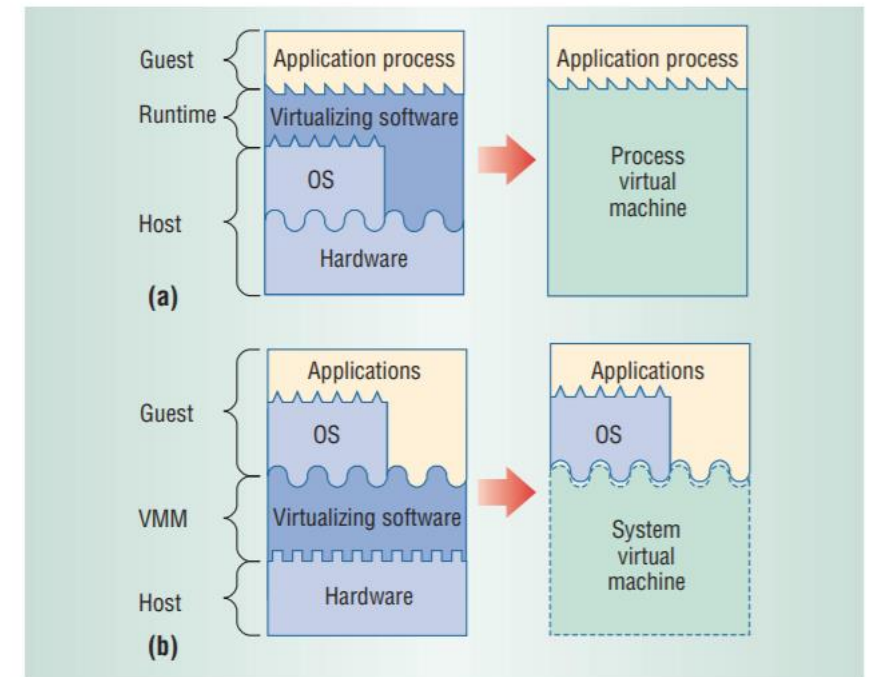 Guest
Application process
Application process
Runtime
Virtualizing software
Process
virtual
machine
OS
Host
Hardware
(a)
Applications
Applications
Guest
OS
OS
VMM
Virtualizing software
System
virtual
machine
Host
Hardware
(b)